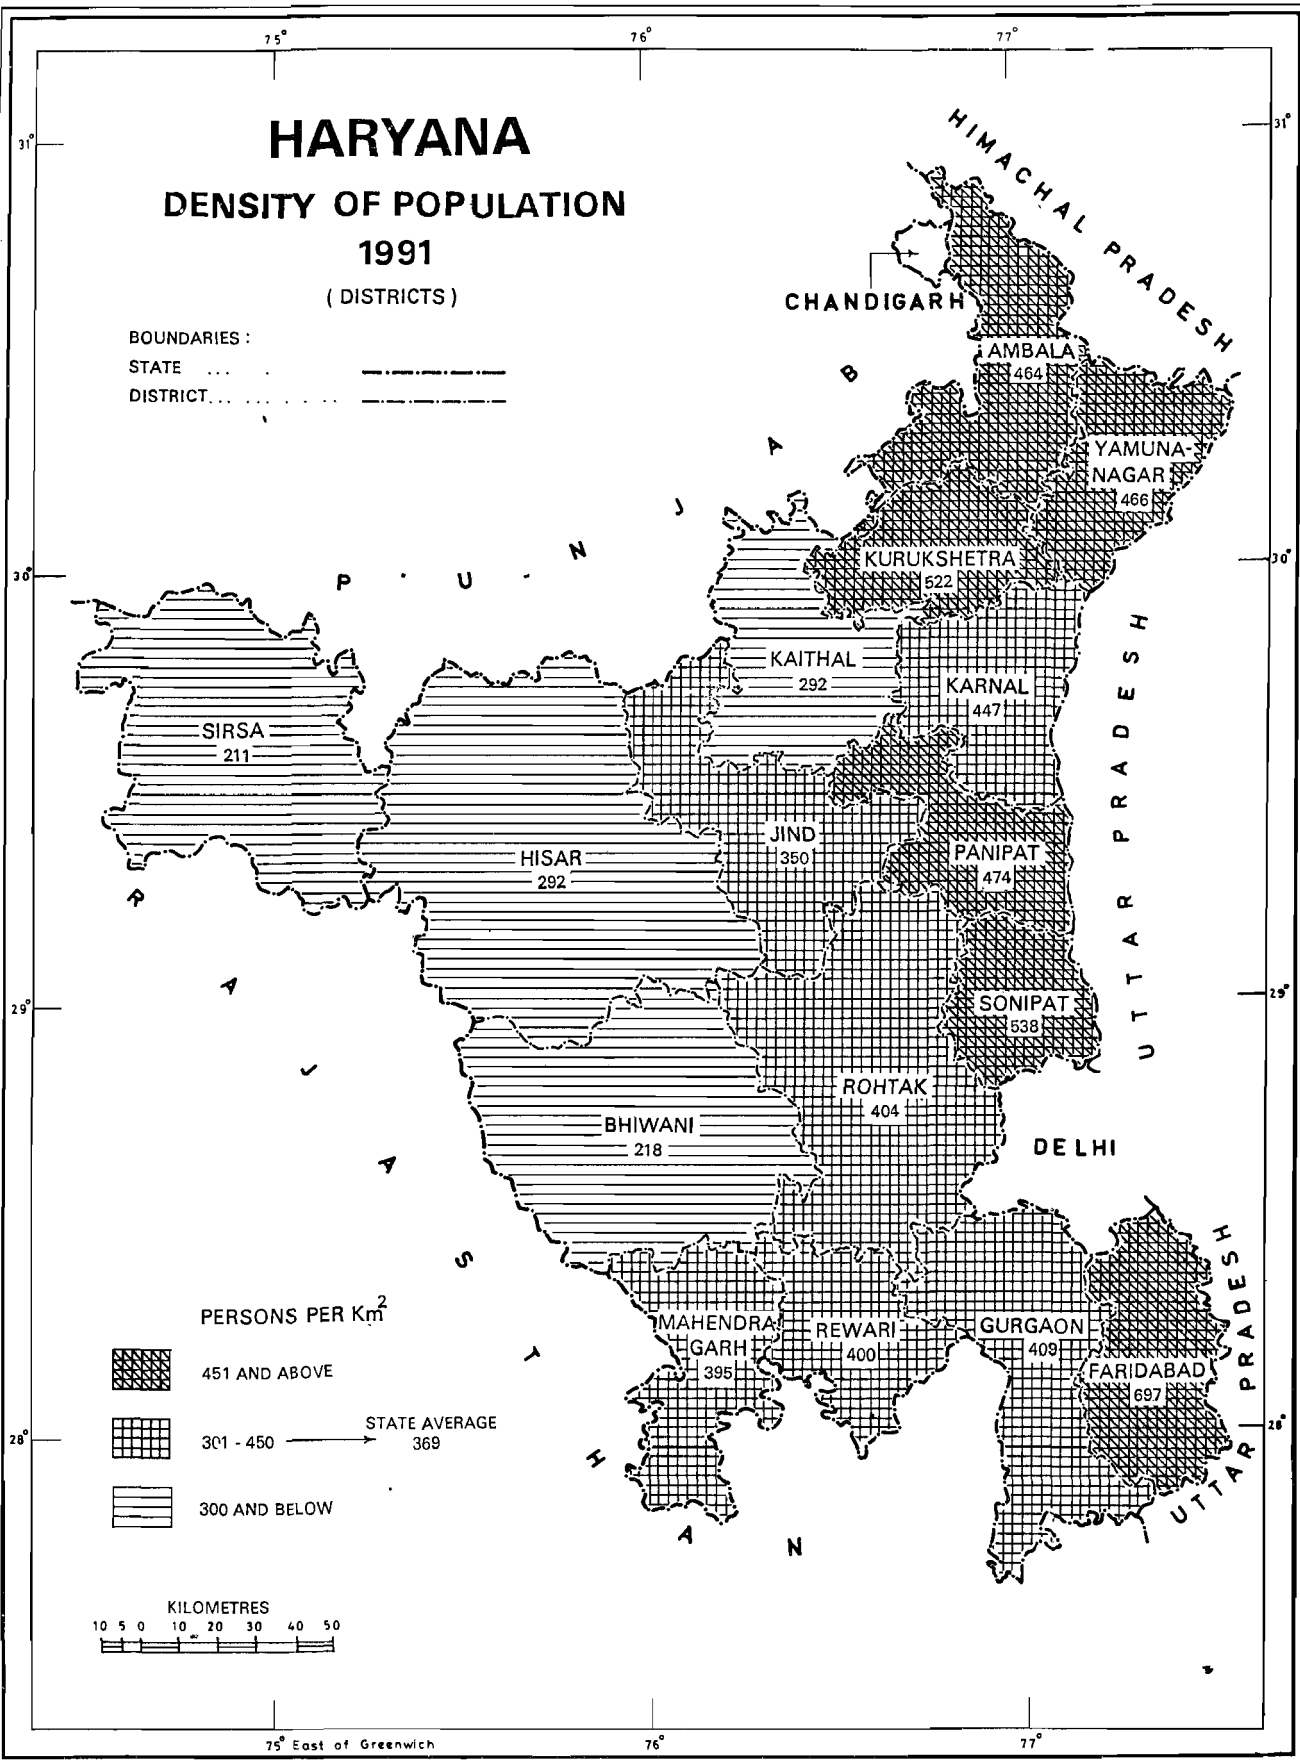 75°
76°
77°
31°
31°
HARYANA
DENSITY OF POPULATION
1991
( DISTRICTS )
BOUNDARIES :
STATE ... .
DISTRICT... ... . . . . .
HIMACHAL PRADESH
CHANDIGARH
AMBALA
464
YAMUNA-
NAGAR
466
PUNJAB
KURUKSHETRA
522
30°
30°
KAITHAL
292
KARNAL
447
SIRSA
211
UTTAR PRADESH
HISAR
292
JIND
350
PANIPAT
474
RAJASTHAN
29°
29°
SONIPAT
538
ROHTAK
404
BHIWANI
218
DELHI
PERSONS PER Km²
451 AND ABOVE
301 - 450
STATE AVERAGE
369
300 AND BELOW
MAHENDRA
GARH
395
REWARI
400
GURGAON
409
FARIDABAD
697
UTTAR PRADESH
28°
28°
KILOMETRES
10 5 0 10 20 30 40 50
75° East of Greenwich
76°
77°